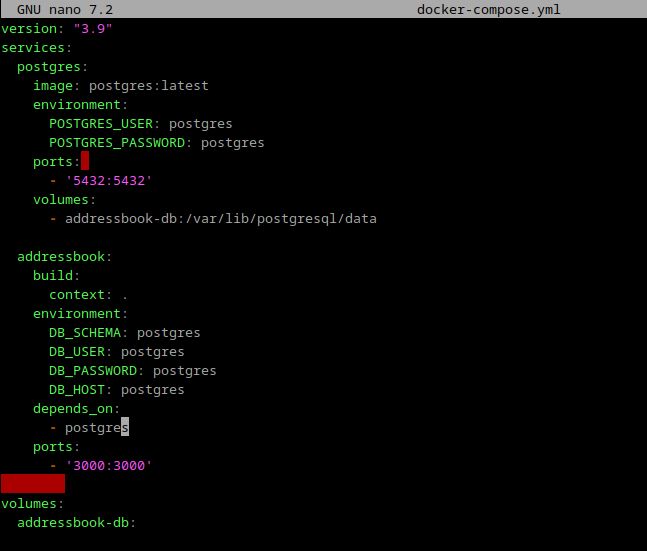 GNU nano 7.2 docker-compose.yml
version: "3.9"
services:
  postgres:
    image: postgres:latest
    environment:
      POSTGRES_USER: postgres
      POSTGRES_PASSWORD: postgres
    ports:
      - '5432:5432'
    volumes:
      - addressbook-db:/var/lib/postgresql/data

  addressbook:
    build:
      context: .
    environment:
      DB_SCHEMA: postgres
      DB_USER: postgres
      DB_PASSWORD: postgres
      DB_HOST: postgres
    depends_on:
      - postgres
    ports:
      - '3000:3000'

volumes:
  addressbook-db: